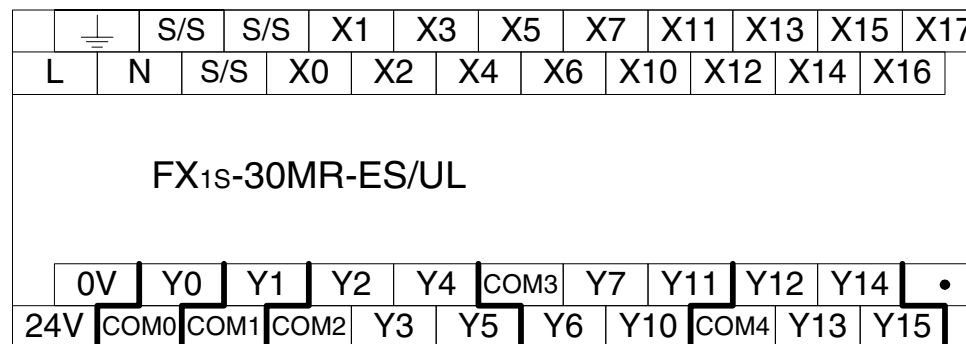 S/S S/S X1 X3 X5 X7 X11 X13 X15 X17
L N S/S X0 X2 X4 X6 X10 X12 X14 X16
FX1S-30MR-ES/UL
0V Y0 Y1 Y2 Y4 COM3 Y7 Y11 Y12 Y14 •
24V COM0 COM1 COM2 Y3 Y5 Y6 Y10 COM4 Y13 Y15